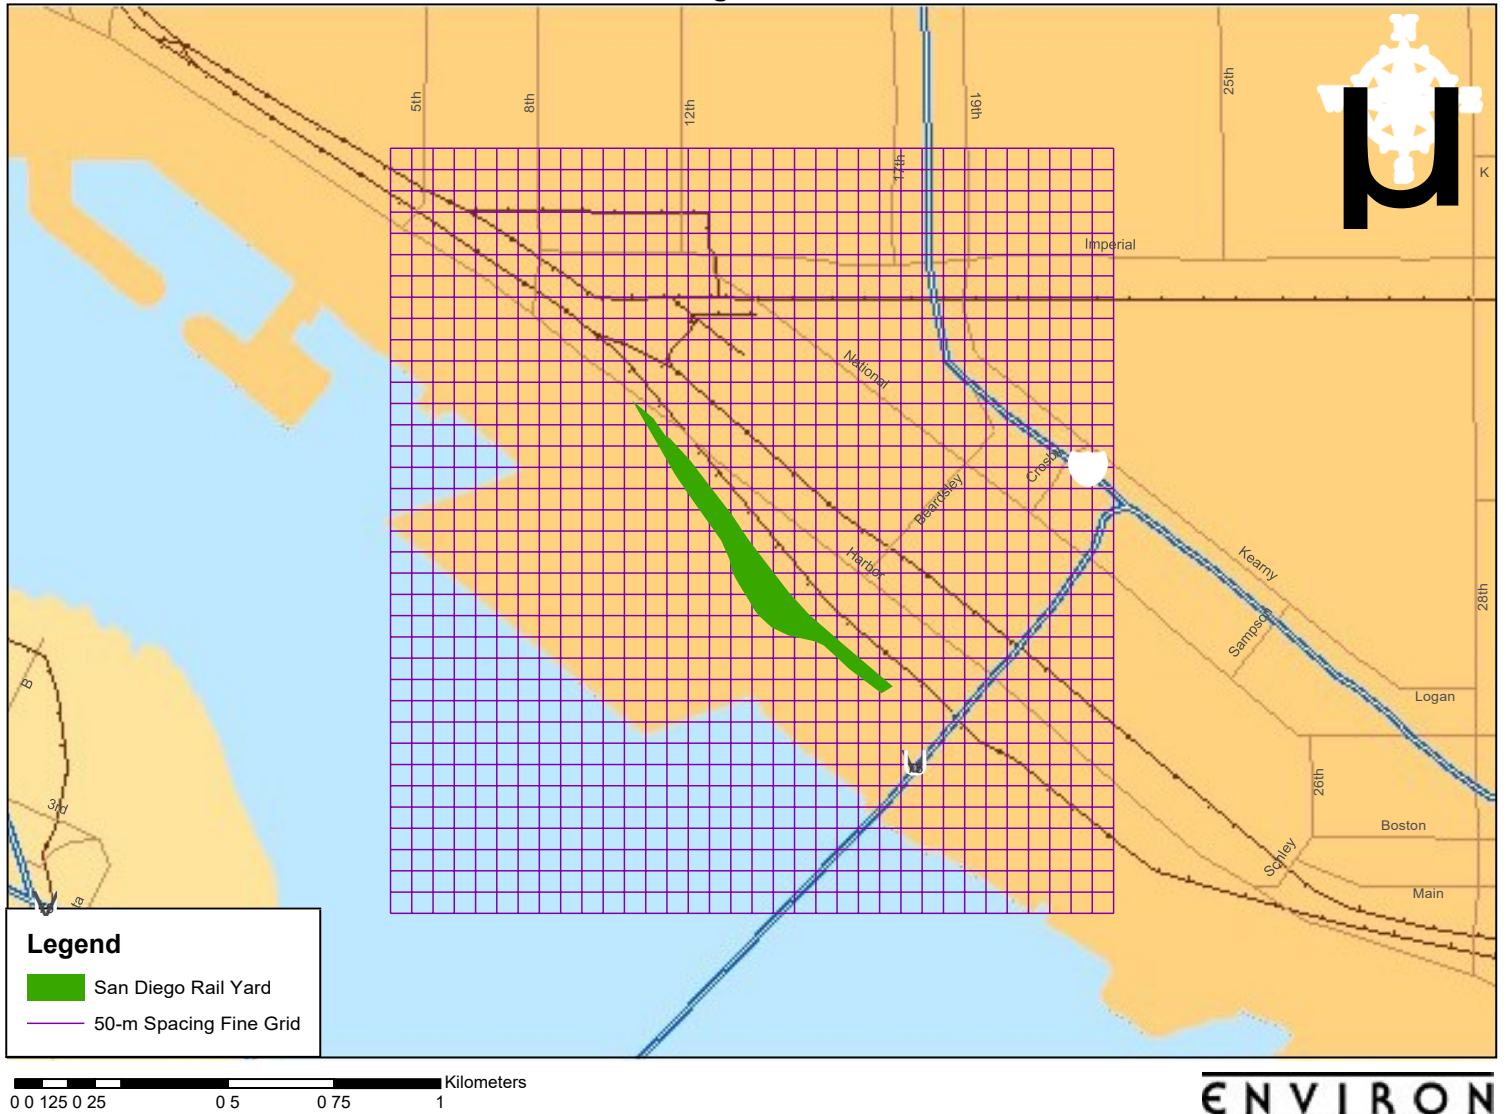 5th
8th
12th
17th
19th
25th
K
Imperial
National
Beardsley
Crosby
Harbor
Kearny
Sampson
28th
Logan
B
3rd
26th
Boston
Schley
Main
ta
µ
Legend
San Diego Rail Yard
50-m Spacing Fine Grid
Kilometers
0 0 125 0 25 0 5 0 75 1
ENVIRON